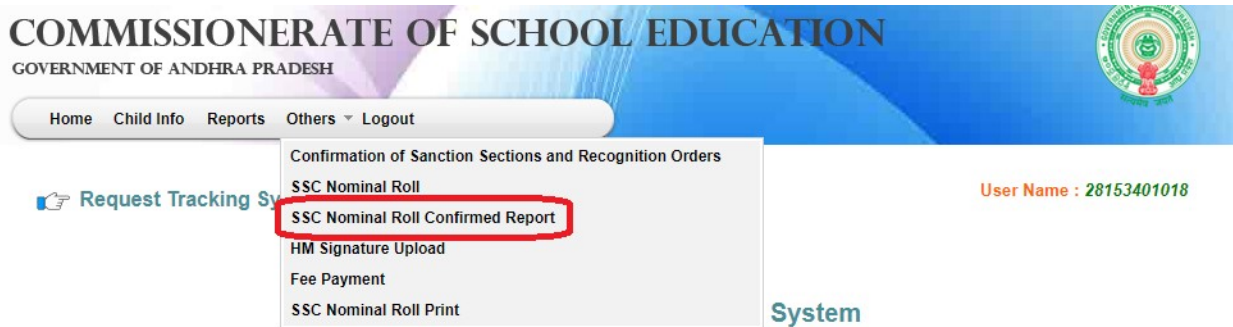 COMMISSIONERATE OF SCHOOL EDUCATION
GOVERNMENT OF ANDHRA PRADESH
Home Child Info Reports Others Logout
Confirmation of Sanction Sections and Recognition Orders
SSC Nominal Roll
Request Tracking Sy
User Name : 28153401018
SSC Nominal Roll Confirmed Report
HM Signature Upload
Fee Payment
SSC Nominal Roll Print
System